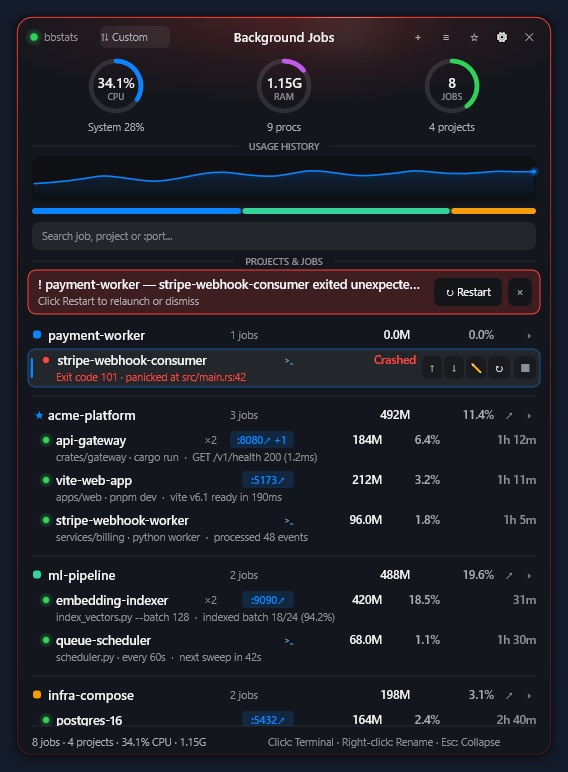 bbstats
Custom
Background Jobs
34.1%
CPU
System 28%
1.15G
RAM
9 procs
8
JOBS
4 projects
USAGE HISTORY
Search job, project or :port...
PROJECTS & JOBS
! payment-worker — stripe-webhook-consumer exited unexpecte...
Click Restart to relaunch or dismiss
↻ Restart
×
payment-worker 1 jobs 0.0M 0.0% ›
stripe-webhook-consumer >_ Crashed
Exit code 101 · panicked at src/main.rs:42
★ acme-platform 3 jobs 492M 11.4% ↗ ›
api-gateway ×2 :8080↗ +1 184M 6.4% 1h 12m
crates/gateway · cargo run · GET /v1/health 200 (1.2ms)
vite-web-app :5173↗ 212M 3.2% 1h 11m
apps/web · pnpm dev · vite v6.1 ready in 190ms
stripe-webhook-worker 96.0M 1.8% 1h 5m
services/billing · python worker · processed 48 events
ml-pipeline 2 jobs 488M 19.6% ↗ ›
embedding-indexer ×2 :9090↗ 420M 18.5% 31m
index_vectors.py --batch 128 · indexed batch 18/24 (94.2%)
queue-scheduler >_ 68.0M 1.1% 1h 30m
scheduler.py · every 60s · next sweep in 42s
infra-compose 2 jobs 198M 3.1% ↗ ›
postgres-16 :5432↗ 164M 2.4% 2h 40m
8 jobs · 4 projects · 34.1% CPU · 1.15G
Click: Terminal · Right-click: Rename · Esc: Collapse